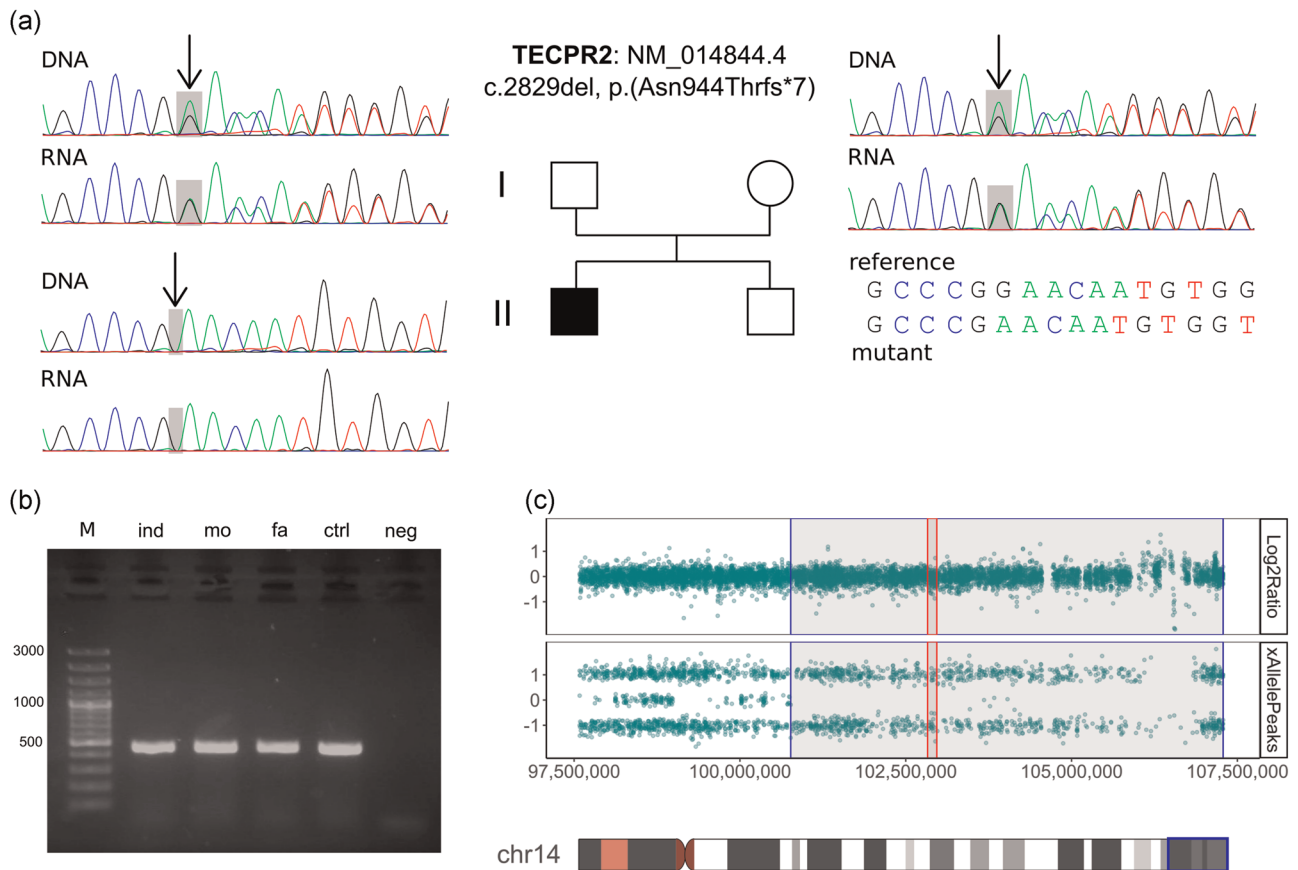 (a)
DNA
RNA
DNA
RNA
TECPR2: NM_014844.4
c.2829del, p.(Asn944Thrfs*7)
I
II
DNA
RNA
reference
G C C C G G A A C A A T G T G G
G C C C G A A C A A T G T G G T
mutant
(b)
M ind mo fa ctrl neg
3000
1000
500
(c)
1
0
-1
Log2Ratio
1
0
-1
xAllelePeaks
97,500,000 100,000,000 102,500,000 105,000,000 107,500,000
chr14